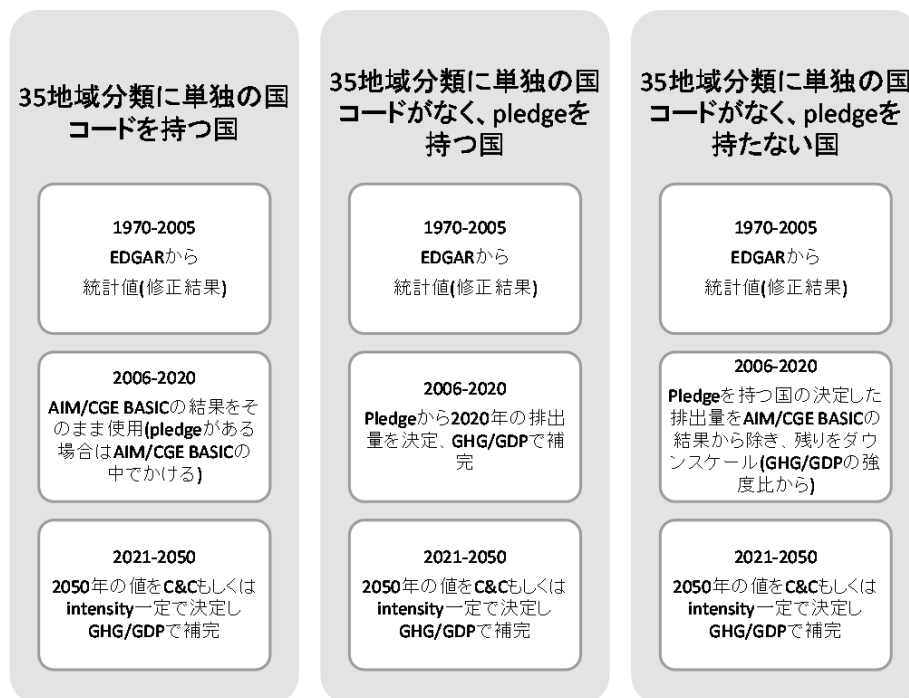 35地域分類に単独の国
コードを持つ国
1970-2005
EDGARから
統計値(修正結果)
2006-2020
AIM/CGE BASICの結果をそ
のまま使用(pledgeがある
場合はAIM/CGE BASICの
中でかける)
2021-2050
2050年の値をC&Cもしくは
intensity一定で決定し
GHG/GDPで補完
35地域分類に単独の国
コードがなく、pledgeを
持つ国
1970-2005
EDGARから
統計値(修正結果)
2006-2020
Pledgeから2020年の排出
量を決定、GHG/GDPで補
完
2021-2050
2050年の値をC&Cもしくは
intensity一定で決定し
GHG/GDPで補完
35地域分類に単独の国
コードがなく、pledgeを
持たない国
1970-2005
EDGARから
統計値(修正結果)
2006-2020
Pledgeを持つ国の決定した
排出量をAIM/CGE BASICの
結果から除き、残りをダウ
ンスケール(GHG/GDPの強
度比から)
2021-2050
2050年の値をC&Cもしくは
intensity一定で決定し
GHG/GDPで補完